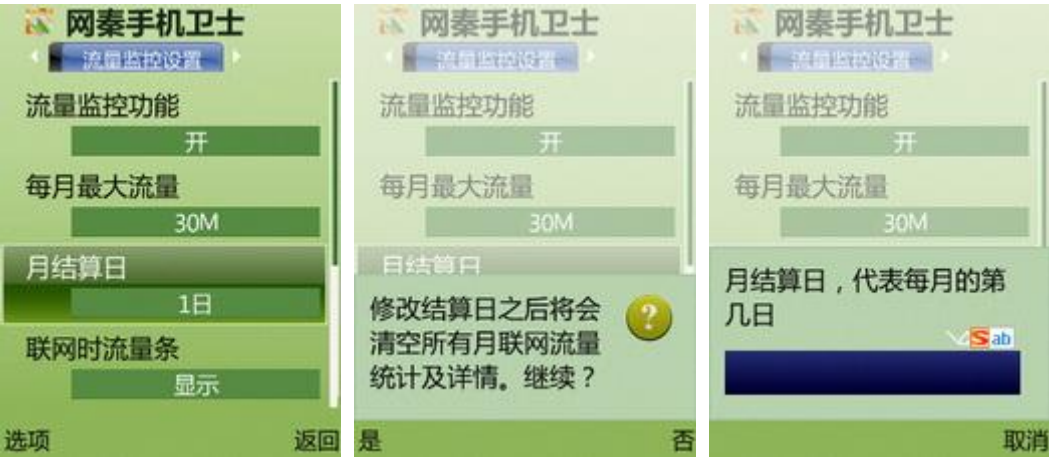 网秦手机卫士
流量监控设置
流量监控功能
开
每月最大流量
30M
月结算日
1日
联网时流量条
显示
选项
返回
网秦手机卫士
流量监控设置
流量监控功能
开
每月最大流量
30M
月结算日
修改结算日之后将会
清空所有月联网流量
统计及详情。继续？
是
否
网秦手机卫士
流量监控设置
流量监控功能
开
每月最大流量
30M
月结算日，代表每月的第
几日
S ab
取消